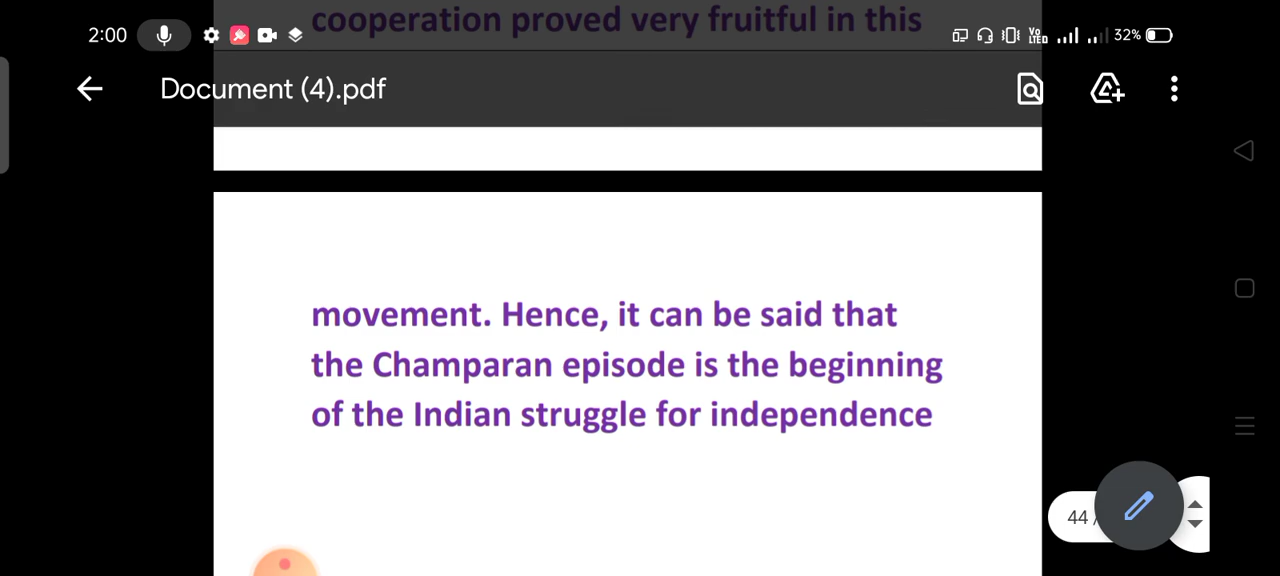 cooperation proved very fruitful in this
2:00
32%
Document (4).pdf
movement. Hence, it can be said that
the Champaran episode is the beginning
of the Indian struggle for independence
44 /